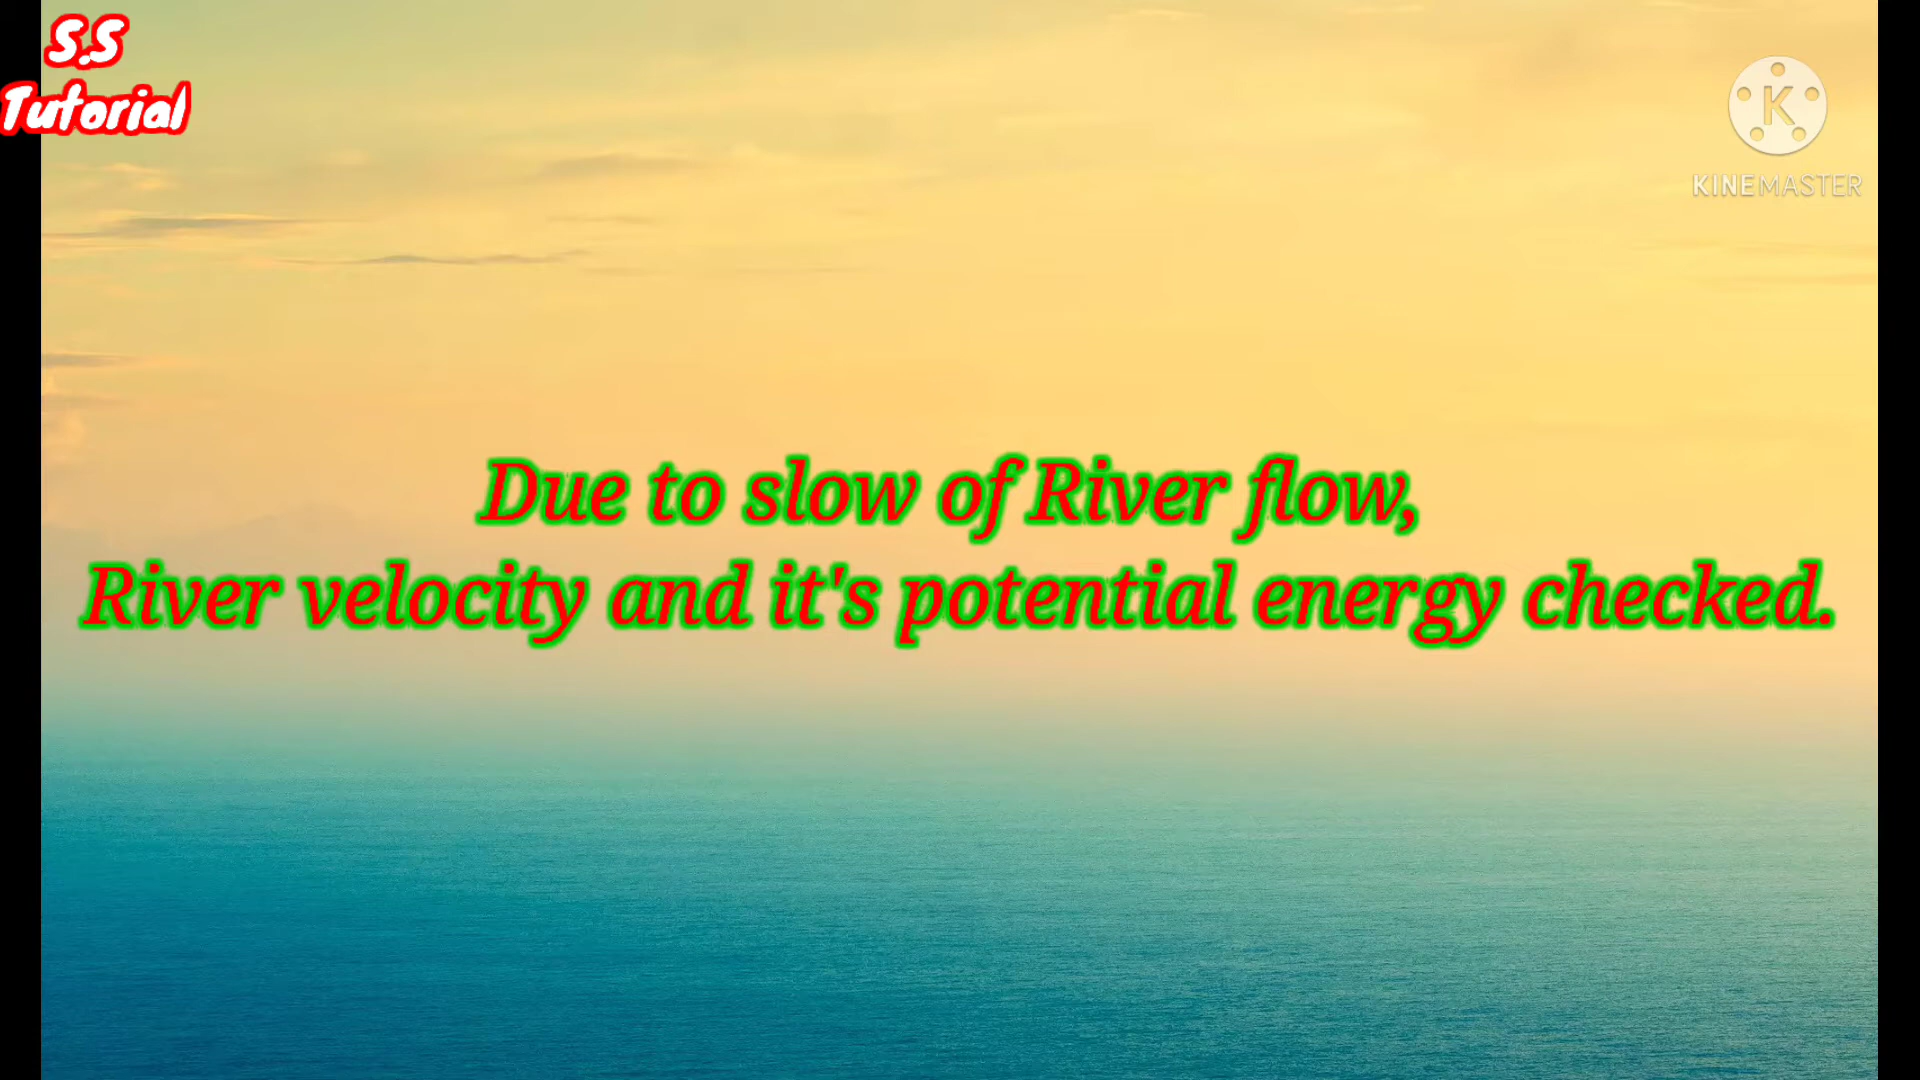 S.S
Tutorial
KINEMASTER
Due to slow of River flow,
River velocity and it's potential energy checked.